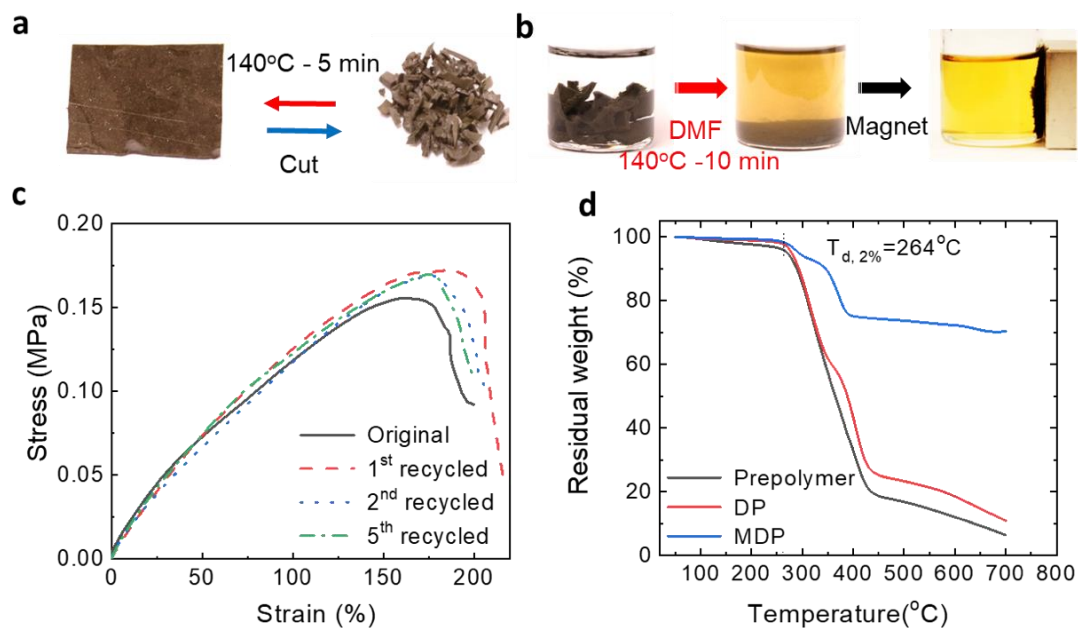 a
140°C - 5 min
Cut
b
DMF
140°C -10 min
Magnet
c
Stress (MPa)
0.20
0.15
0.10
0.05
0.00
Original
1st recycled
2nd recycled
5th recycled
0 50 100 150 200
Strain (%)
d
Residual weight (%)
100
80
60
40
20
0
Td, 2%=264°C
Prepolymer
DP
MDP
0 100 200 300 400 500 600 700 800
Temperature(°C)